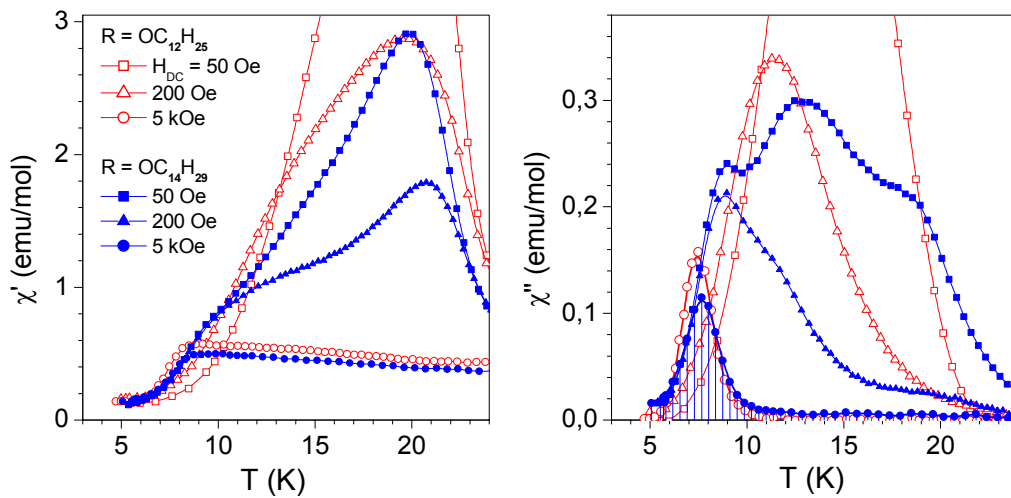 3
2
1
0
χ' (emu/mol)
R = OC₁₂H₂₅
H_DC = 50 Oe
200 Oe
5 kOe
R = OC₁₄H₂₉
50 Oe
200 Oe
5 kOe
5 10 15 20
T (K)
0,3
0,2
0,1
0,0
χ" (emu/mol)
5 10 15 20
T (K)